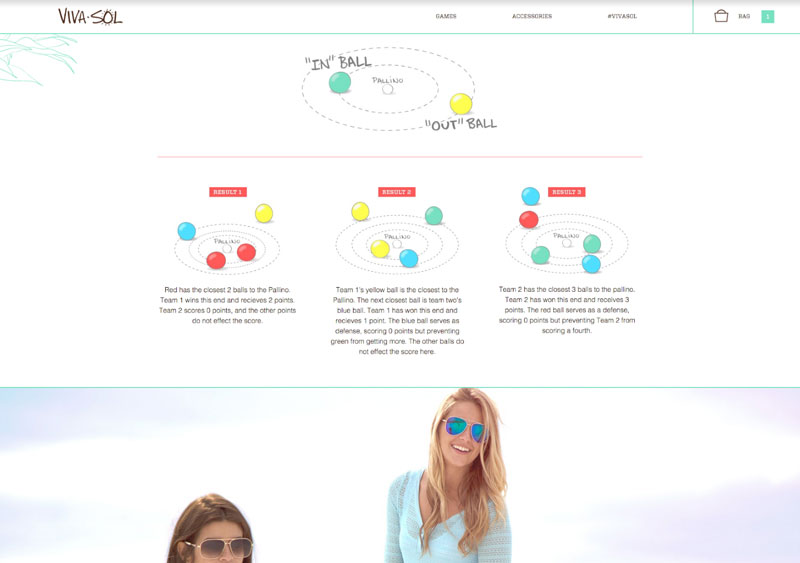 VIVA·SOL
GAMES
ACCESSORIES
#VIVASOL
BAG
1
"IN" BALL
PALLINO
"OUT" BALL
RESULT 1
PALLINO
Red has the closest 2 balls to the Pallino.
Team 1 wins this end and recieves 2 points.
Team 2 scores 0 points, and the other points
do not effect the score.
RESULT 2
PALLINO
Team 1's yellow ball is the closest to the
Pallino. The next closest ball is team two's
blue ball. Team 1 has won this end and
recieves 1 point. The blue ball serves as
defense, scoring 0 points but preventing
green from getting more. The other balls do
not effect the score here.
RESULT 3
PALLINO
Team 2 has the closest 3 balls to the pallino.
Team 2 has won this end and receives 3
points. The red ball serves as a defense,
scoring 0 points but preventing Team 2 from
scoring a fourth.